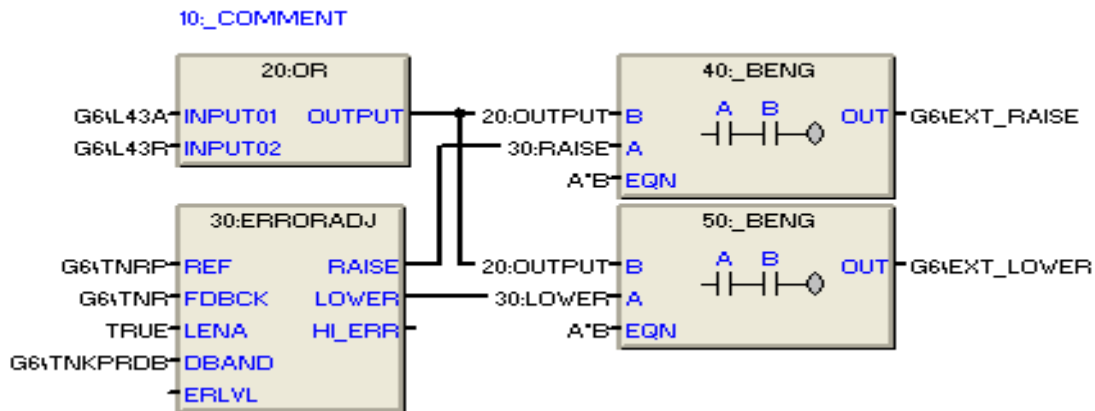 10:_COMMENT
20:OR
G6\L43A INPUT01 OUTPUT
G6\L43R INPUT02
30:ERRORADJ
G6\TNRP REF RAISE
G6\TNR FDBCK LOWER
TRUE LENA HI_ERR
G6\TNKPRDB DBAND
ERLVL
40:_BENG
A B
20:OUTPUT B OUT G6\EXT_RAISE
30:RAISE A
A*B EQN
50:_BENG
A B
20:OUTPUT B OUT G6\EXT_LOWER
30:LOWER A
A*B EQN